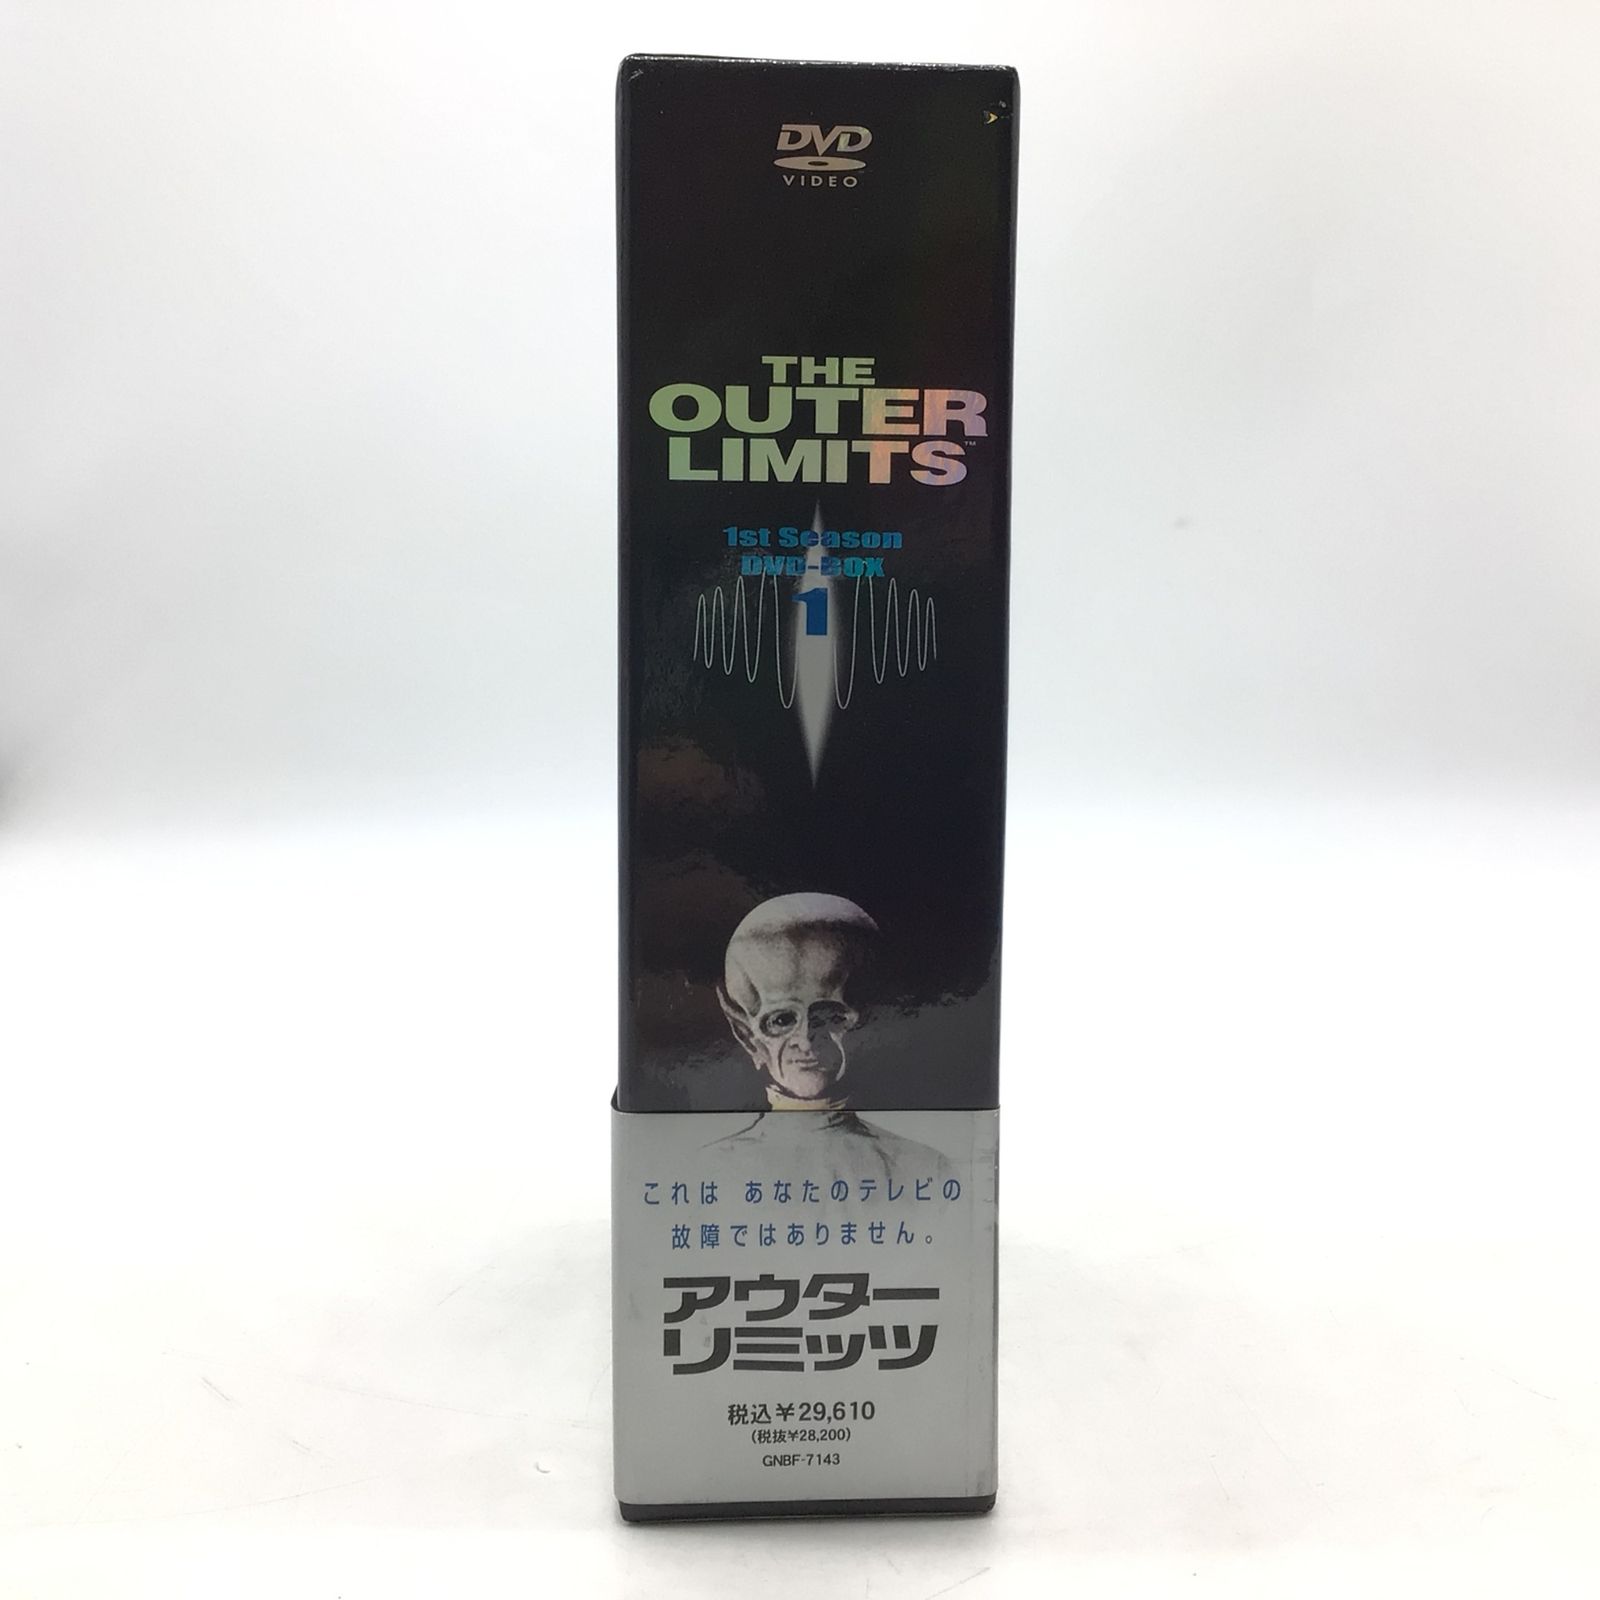 DVD
VIDEO
THE
OUTER
LIMITS™
1st Season
DVD-BOX
1
これは あなたのテレビの
故障ではありません。
アウター
リミッツ
税込¥29,610
(税抜¥28,200)
GNBF-7143